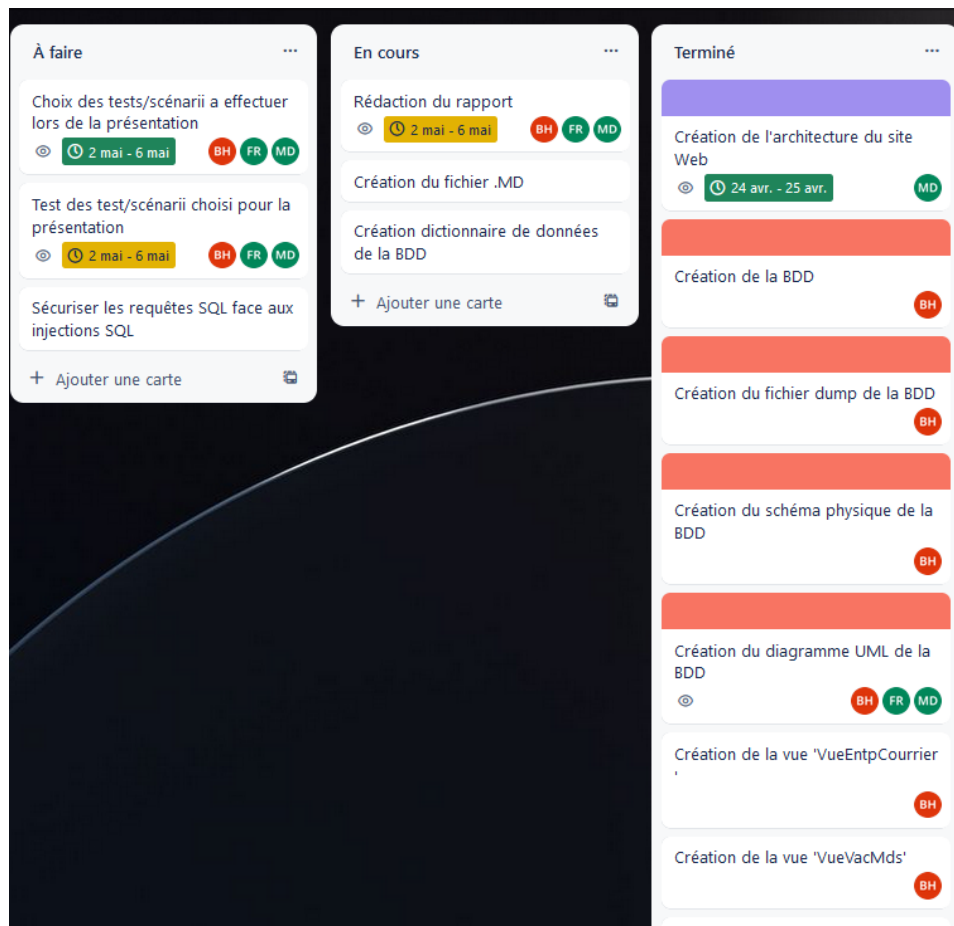 À faire
Choix des tests/scénarii a effectuer
lors de la présentation
2 mai - 6 mai
BH FR MD
Test des test/scénarii choisi pour la
présentation
2 mai - 6 mai
BH FR MD
Sécuriser les requêtes SQL face aux
injections SQL
+ Ajouter une carte
En cours
Rédaction du rapport
2 mai - 6 mai
BH FR MD
Création du fichier .MD
Création dictionnaire de données
de la BDD
+ Ajouter une carte
Terminé
Création de l'architecture du site
Web
24 avr. - 25 avr.
MD
Création de la BDD
BH
Création du fichier dump de la BDD
BH
Création du schéma physique de la
BDD
BH
Création du diagramme UML de la
BDD
BH FR MD
Création de la vue 'VueEntpCourrier
'
BH
Création de la vue 'VueVacMds'
BH